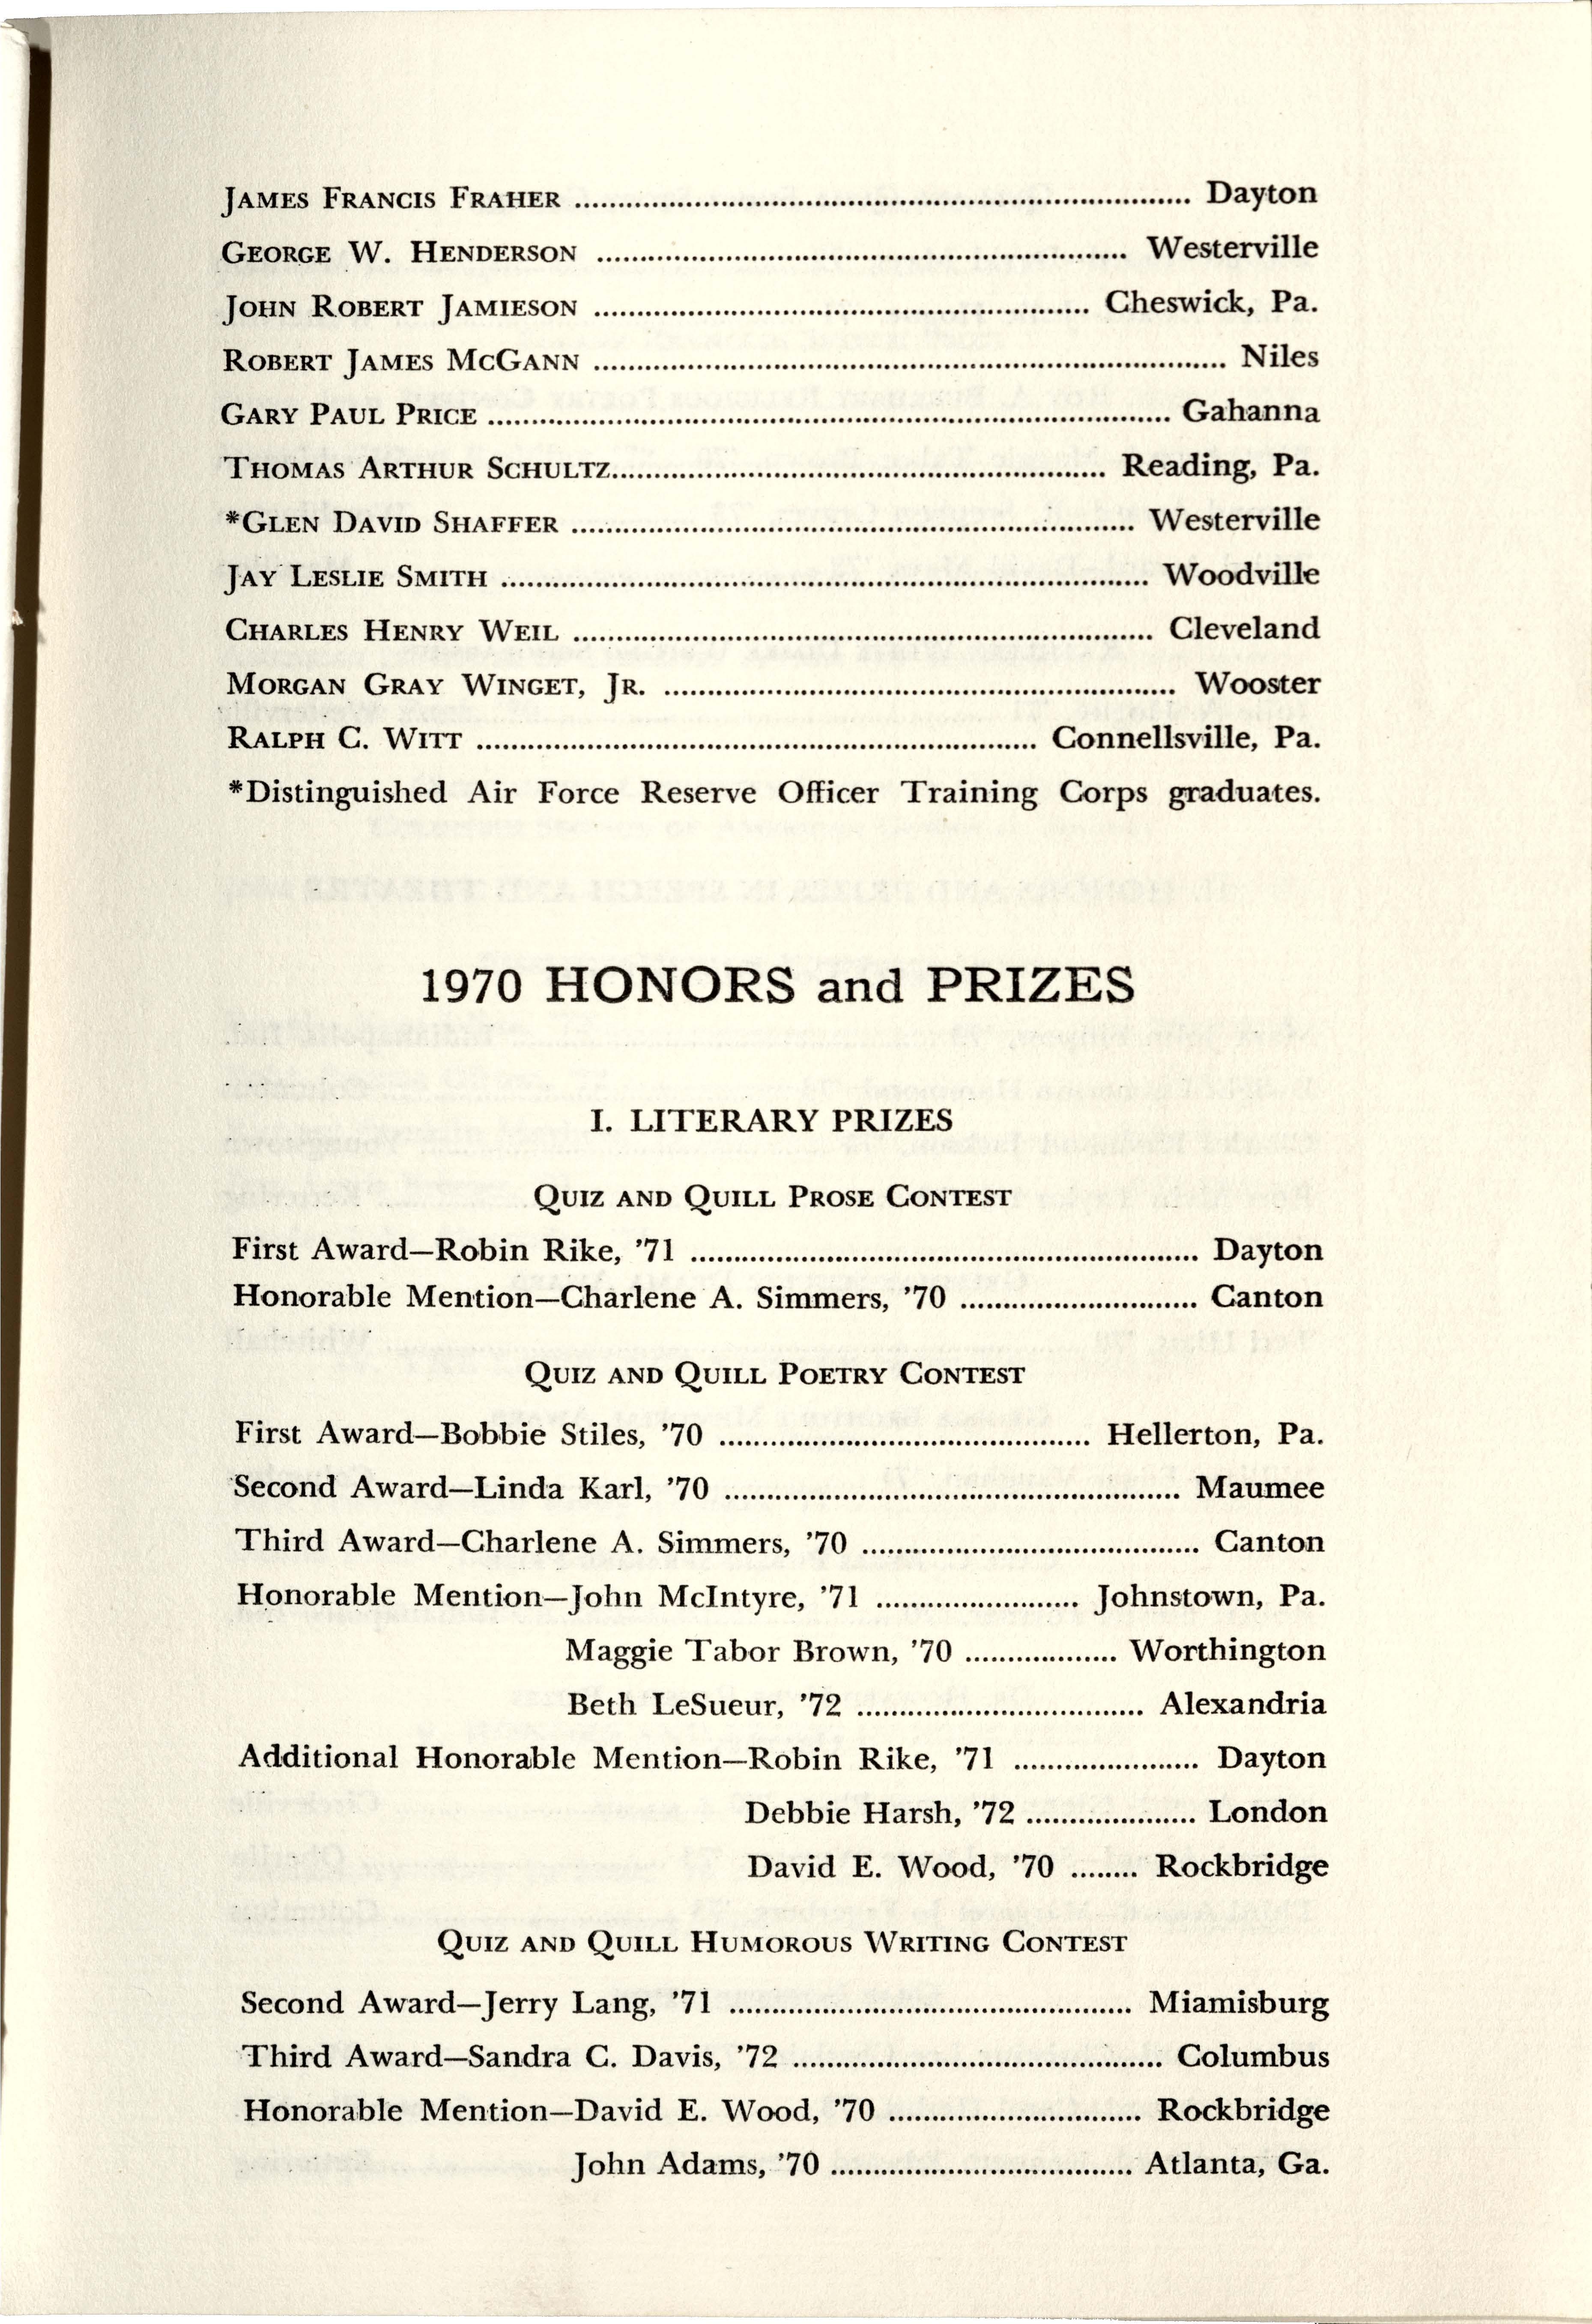 JAMES FRANCIS FRAHER ........ Dayton
GEORGE W. HENDERSON ........ Westerville
JOHN ROBERT JAMIESON ........ Cheswick, Pa.
ROBERT JAMES MCGANN ........ Niles
GARY PAUL PRICE ........ Gahanna
THOMAS ARTHUR SCHULTZ........ Reading, Pa.
*GLEN DAVID SHAFFER ........ Westerville
JAY LESLIE SMITH ........ Woodville
CHARLES HENRY WEIL ........ Cleveland
MORGAN GRAY WINGET, JR. ........ Wooster
RALPH C. WITT ........ Connellsville, Pa.
*Distinguished Air Force Reserve Officer Training Corps graduates.
1970 HONORS and PRIZES
I. LITERARY PRIZES
QUIZ AND QUILL PROSE CONTEST
First Award—Robin Rike, '71 ........ Dayton
Honorable Mention—Charlene A. Simmers, '70 ........ Canton
QUIZ AND QUILL POETRY CONTEST
First Award—Bobbie Stiles, '70 ........ Hellerton, Pa.
Second Award—Linda Karl, '70 ........ Maumee
Third Award—Charlene A. Simmers, '70 ........ Canton
Honorable Mention—John McIntyre, '71 ........ Johnstown, Pa.
Maggie Tabor Brown, '70 ........ Worthington
Beth LeSueur, '72 ........ Alexandria
Additional Honorable Mention—Robin Rike, '71 ........ Dayton
Debbie Harsh, '72 ........ London
David E. Wood, '70 ........ Rockbridge
QUIZ AND QUILL HUMOROUS WRITING CONTEST
Second Award—Jerry Lang, '71 ........ Miamisburg
Third Award—Sandra C. Davis, '72 ........ Columbus
Honorable Mention—David E. Wood, '70 ........ Rockbridge
John Adams, '70 ........ Atlanta, Ga.